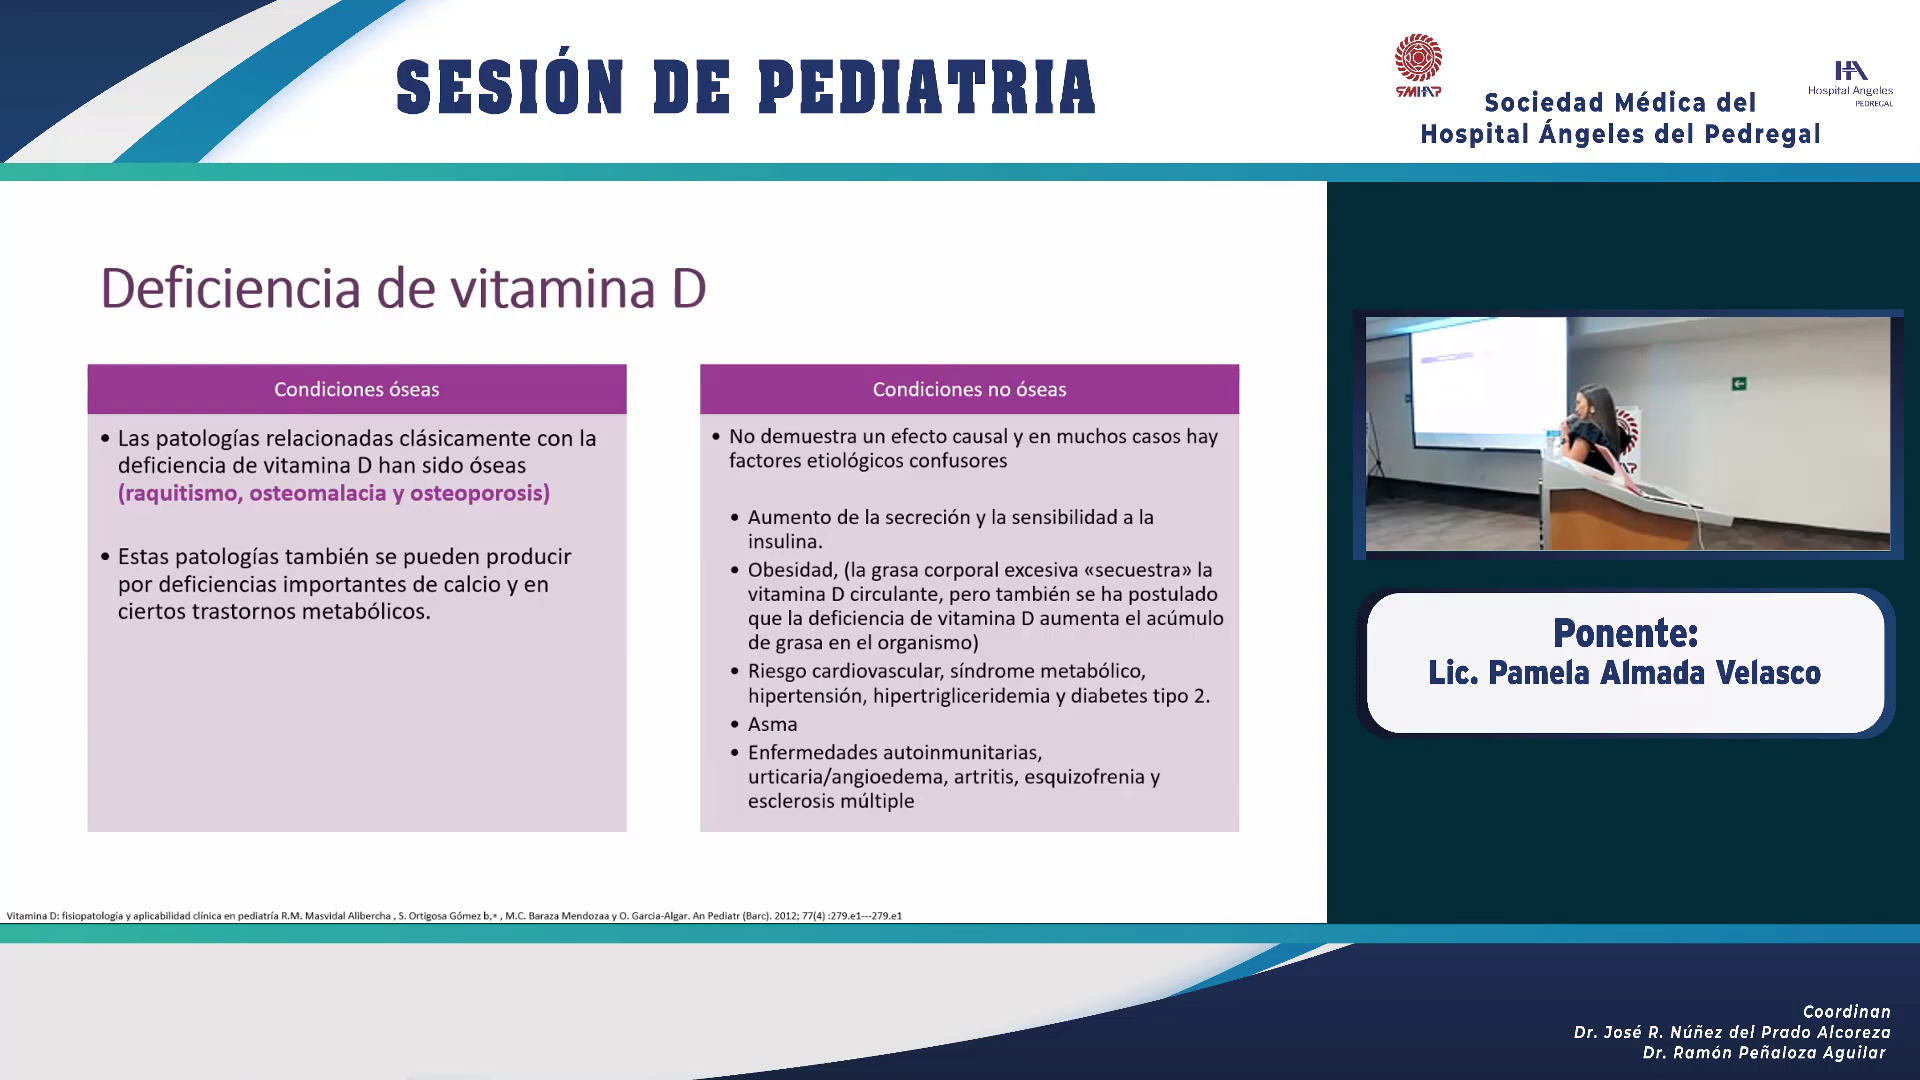 SESIÓN DE PEDIATRIA
SMHAP
Sociedad Médica del
Hospital Ángeles del Pedregal
HA
Hospital Angeles
PEDREGAL
Deficiencia de vitamina D
Condiciones óseas
• Las patologías relacionadas clásicamente con la
deficiencia de vitamina D han sido óseas
(raquitismo, osteomalacia y osteoporosis)
• Estas patologías también se pueden producir
por deficiencias importantes de calcio y en
ciertos trastornos metabólicos.
Condiciones no óseas
• No demuestra un efecto causal y en muchos casos hay
factores etiológicos confusores
• Aumento de la secreción y la sensibilidad a la
insulina.
• Obesidad, (la grasa corporal excesiva «secuestra» la
vitamina D circulante, pero también se ha postulado
que la deficiencia de vitamina D aumenta el acúmulo
de grasa en el organismo)
• Riesgo cardiovascular, síndrome metabólico,
hipertensión, hipertrigliceridemia y diabetes tipo 2.
• Asma
• Enfermedades autoinmunitarias,
urticaria/angioedema, artritis, esquizofrenia y
esclerosis múltiple
Vitamina D: fisiopatología y aplicabilidad clínica en pediatría R.M. Masvidal Alibercha , S. Ortigosa Gómez b,∗ , M.C. Baraza Mendozaa y O. Garcia-Algar. An Pediatr (Barc). 2012; 77(4) :279.e1---279.e1
Ponente:
Lic. Pamela Almada Velasco
Coordinan
Dr. José R. Núñez del Prado Alcoreza
Dr. Ramón Peñaloza Aguilar